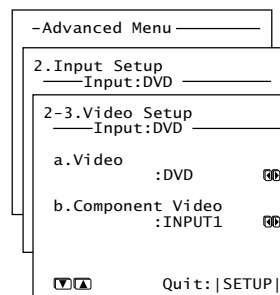 -Advanced Menu
2.Input Setup
Input:DVD
2-3.Video Setup
Input:DVD
a.Video
:DVD
b.Component Video
:INPUT1
Quit:|SETUP|